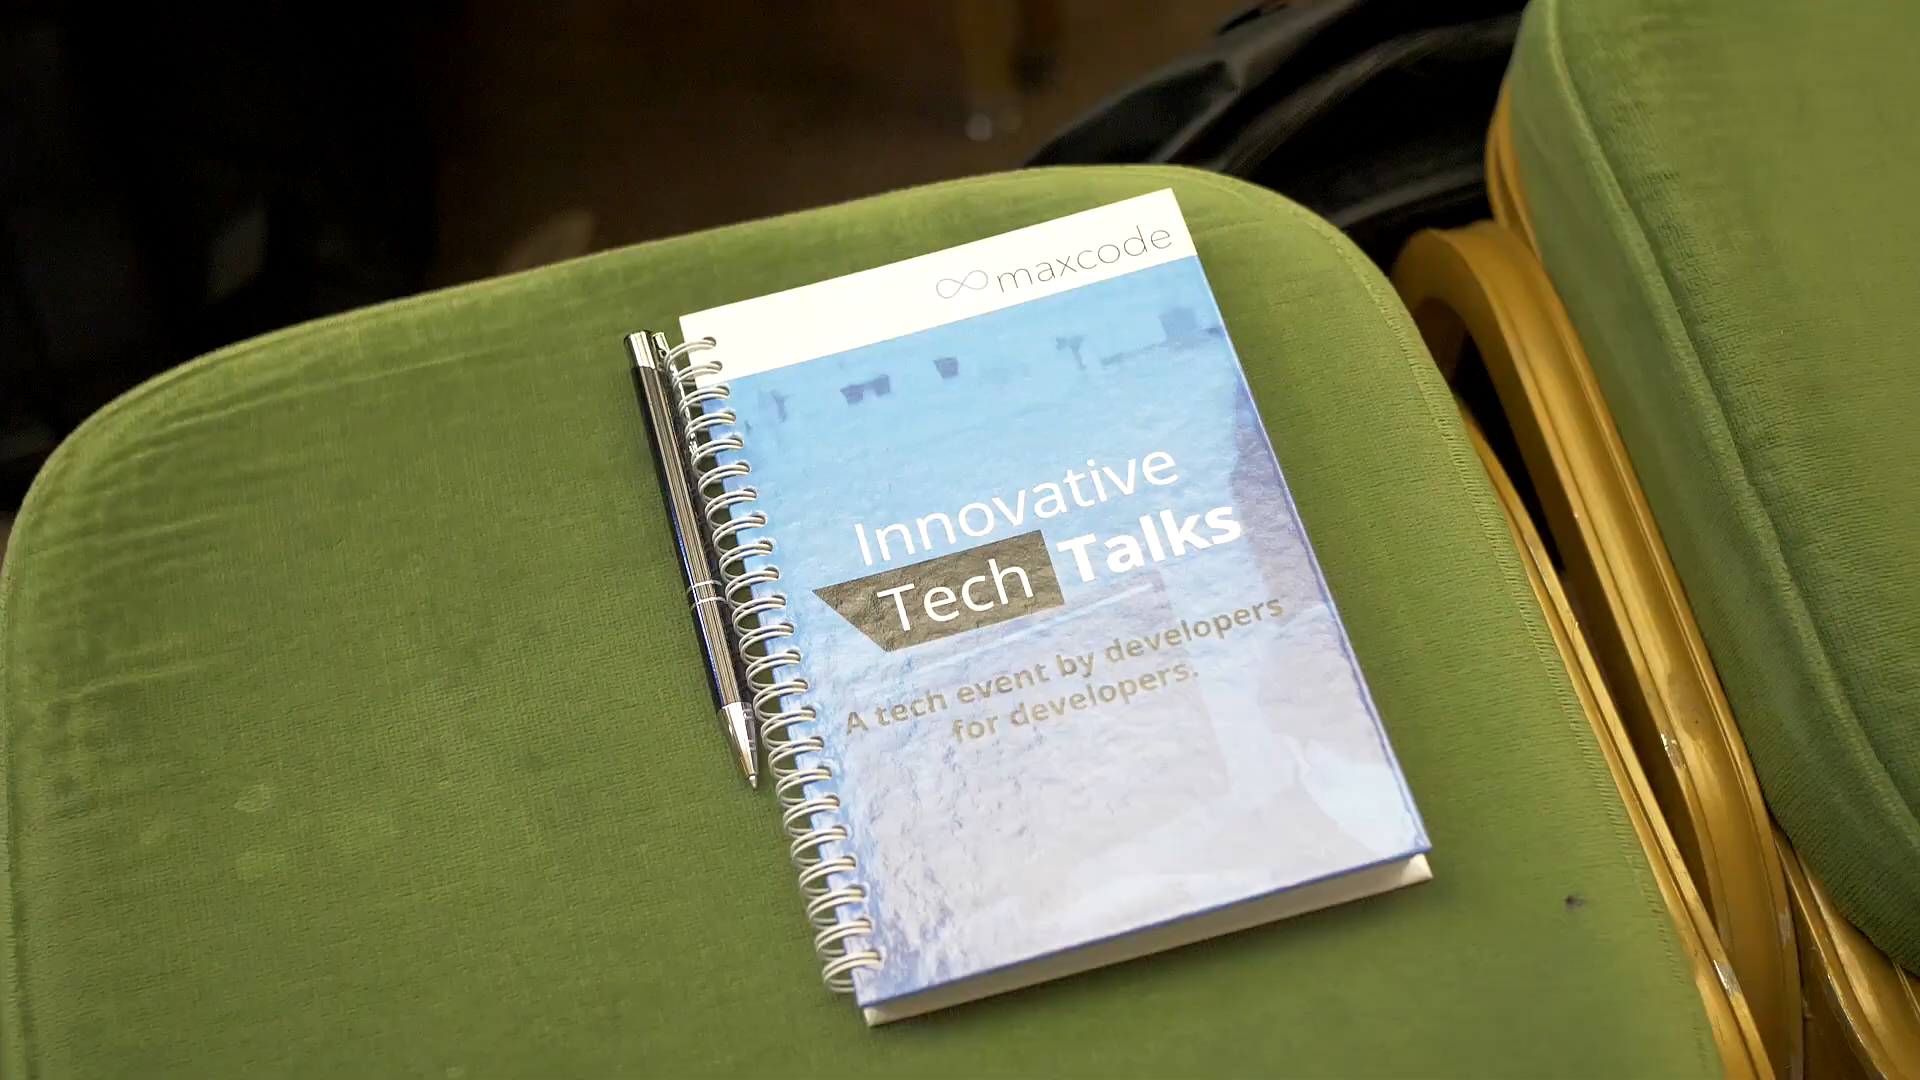 maxcode
Innovative
Tech Talks
A tech event by developers
for developers.